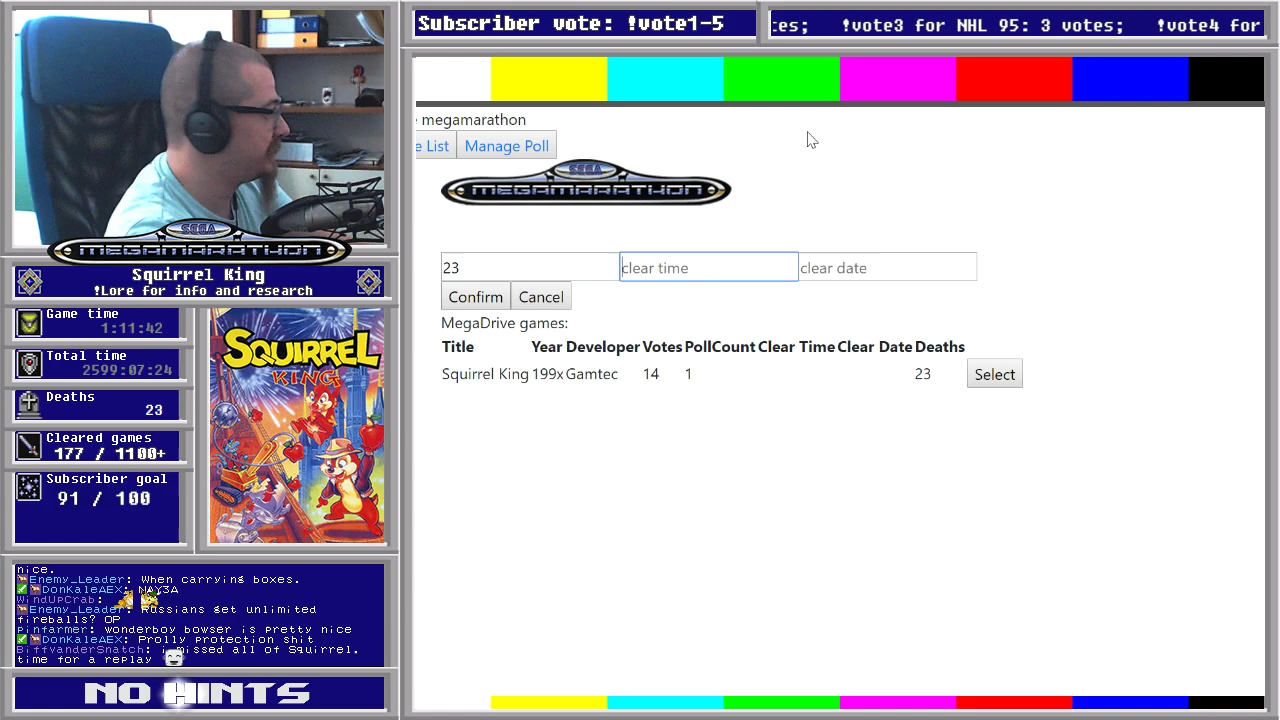 Subscriber vote: !vote1-5
tes; !vote3 for NHL 95: 3 votes; !vote4 for
megamarathon
e List
Manage Poll
SEGA
MEGAMARATHON
23
clear time
clear date
Confirm
Cancel
MegaDrive games:
Title Year Developer Votes PollCount Clear Time Clear Date Deaths
Squirrel King 199x Gamtec 14 1 23 Select
SEGA
MEGAMARATHON
Squirrel King
!Lore for info and research
Game time
1:11:42
Total time
2599:07:24
Deaths
23
Cleared games
177 / 1100+
Subscriber goal
91 / 100
SQUIRREL
KING
nice.
Enemy_Leader: When carrying boxes.
DonKaleAEX: NAY3A
WindUpCrab:
Enemy_Leader: Russians get unlimited
fireballs? OP
pinfarmer: wonderboy bowser is pretty nice
DonKaleAEX: Prolly protection shit
BiffvanderSnatch: i missed all of Squirrel.
time for a replay
NO HINTS